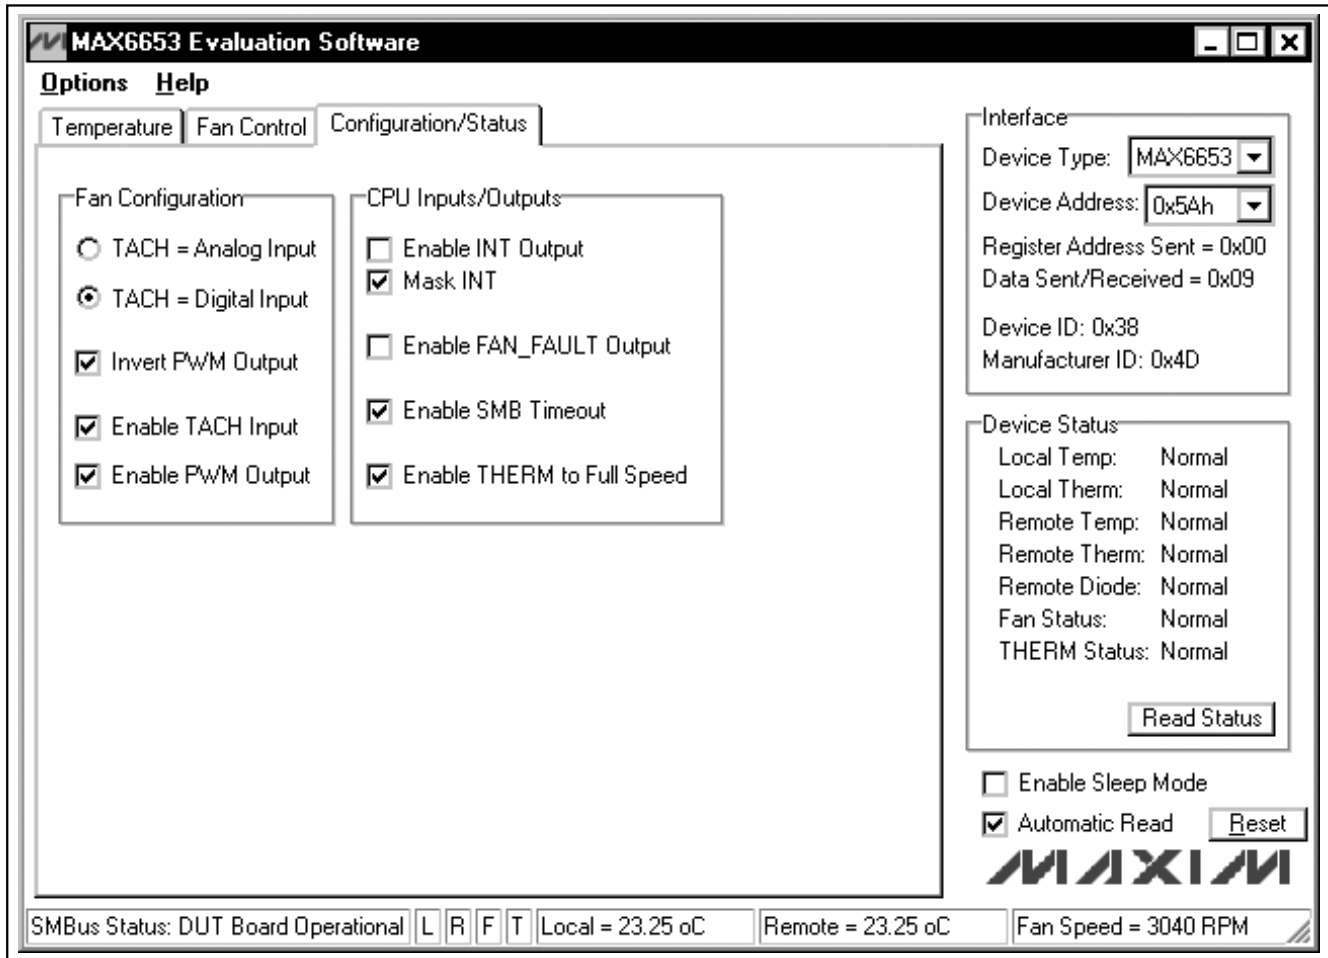 MAX6653 Evaluation Software
Options Help
Temperature Fan Control Configuration/Status
Fan Configuration
TACH = Analog Input
TACH = Digital Input
Invert PWM Output
Enable TACH Input
Enable PWM Output
CPU Inputs/Outputs
Enable INT Output
Mask INT
Enable FAN_FAULT Output
Enable SMB Timeout
Enable THERM to Full Speed
Interface
Device Type: MAX6653
Device Address: 0x5Ah
Register Address Sent = 0x00
Data Sent/Received = 0x09
Device ID: 0x38
Manufacturer ID: 0x4D
Device Status
Local Temp: Normal
Local Therm: Normal
Remote Temp: Normal
Remote Therm: Normal
Remote Diode: Normal
Fan Status: Normal
THERM Status: Normal
Read Status
Enable Sleep Mode
Automatic Read Reset
MAXIM
SMBus Status: DUT Board Operational L R F T Local = 23.25 oC Remote = 23.25 oC Fan Speed = 3040 RPM